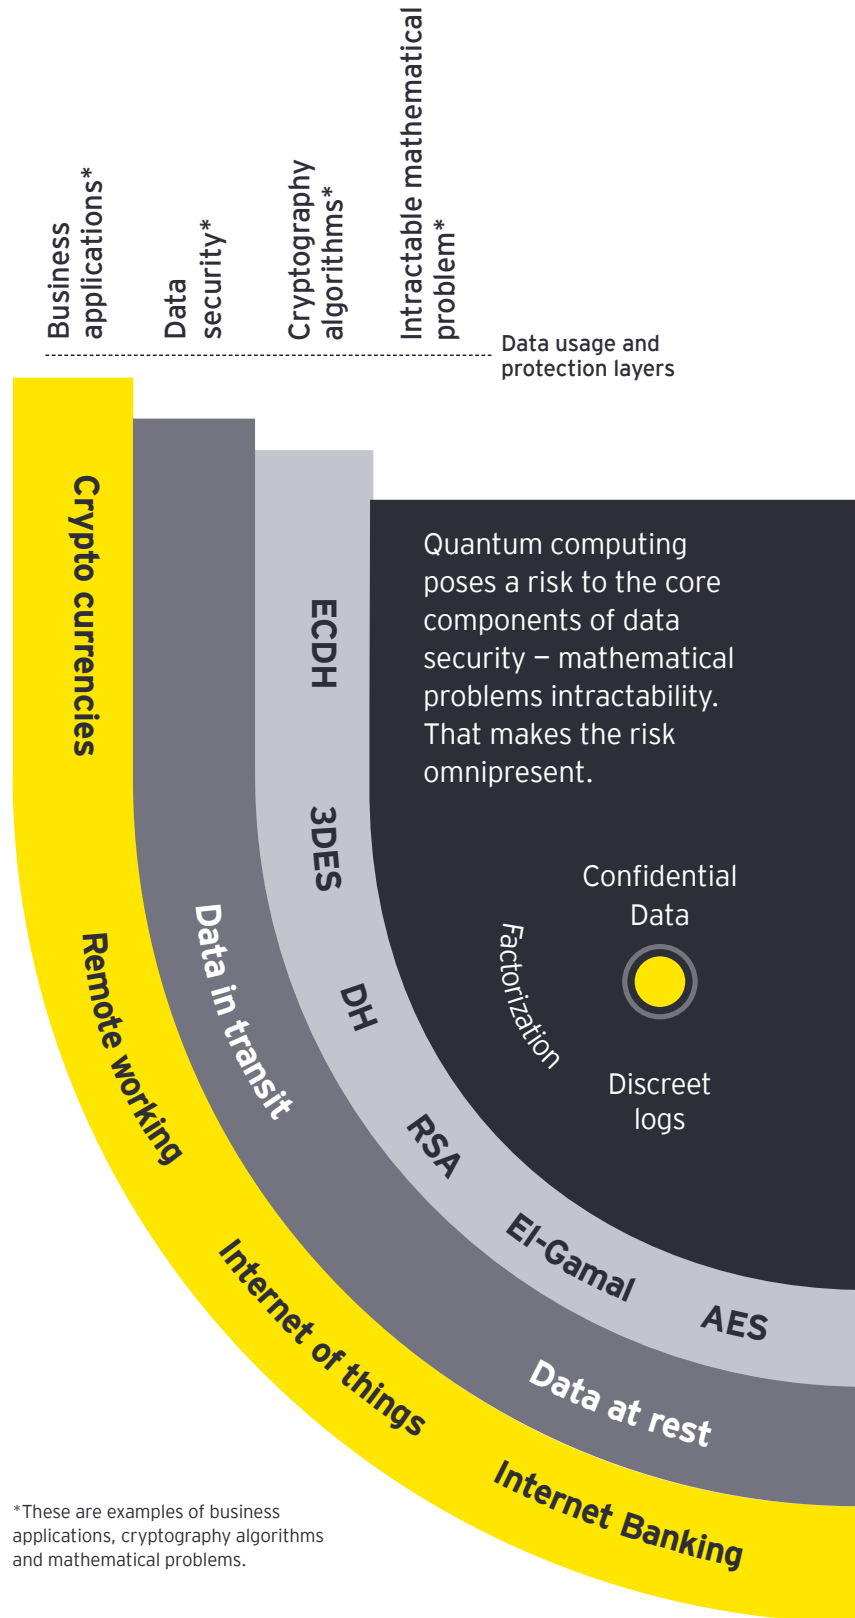 Business
applications*
Data
security*
Cryptography
algorithms*
Intractable mathematical
problem*
Data usage and
protection layers
Crypto currencies
Remote working
Internet of things
Internet Banking
Data in transit
Data at rest
ECDH
3DES
DH
RSA
El-Gamal
AES
Quantum computing
poses a risk to the core
components of data
security – mathematical
problems intractability.
That makes the risk
omnipresent.
Confidential
Data
Factorization
Discreet
logs
*These are examples of business
applications, cryptography algorithms
and mathematical problems.